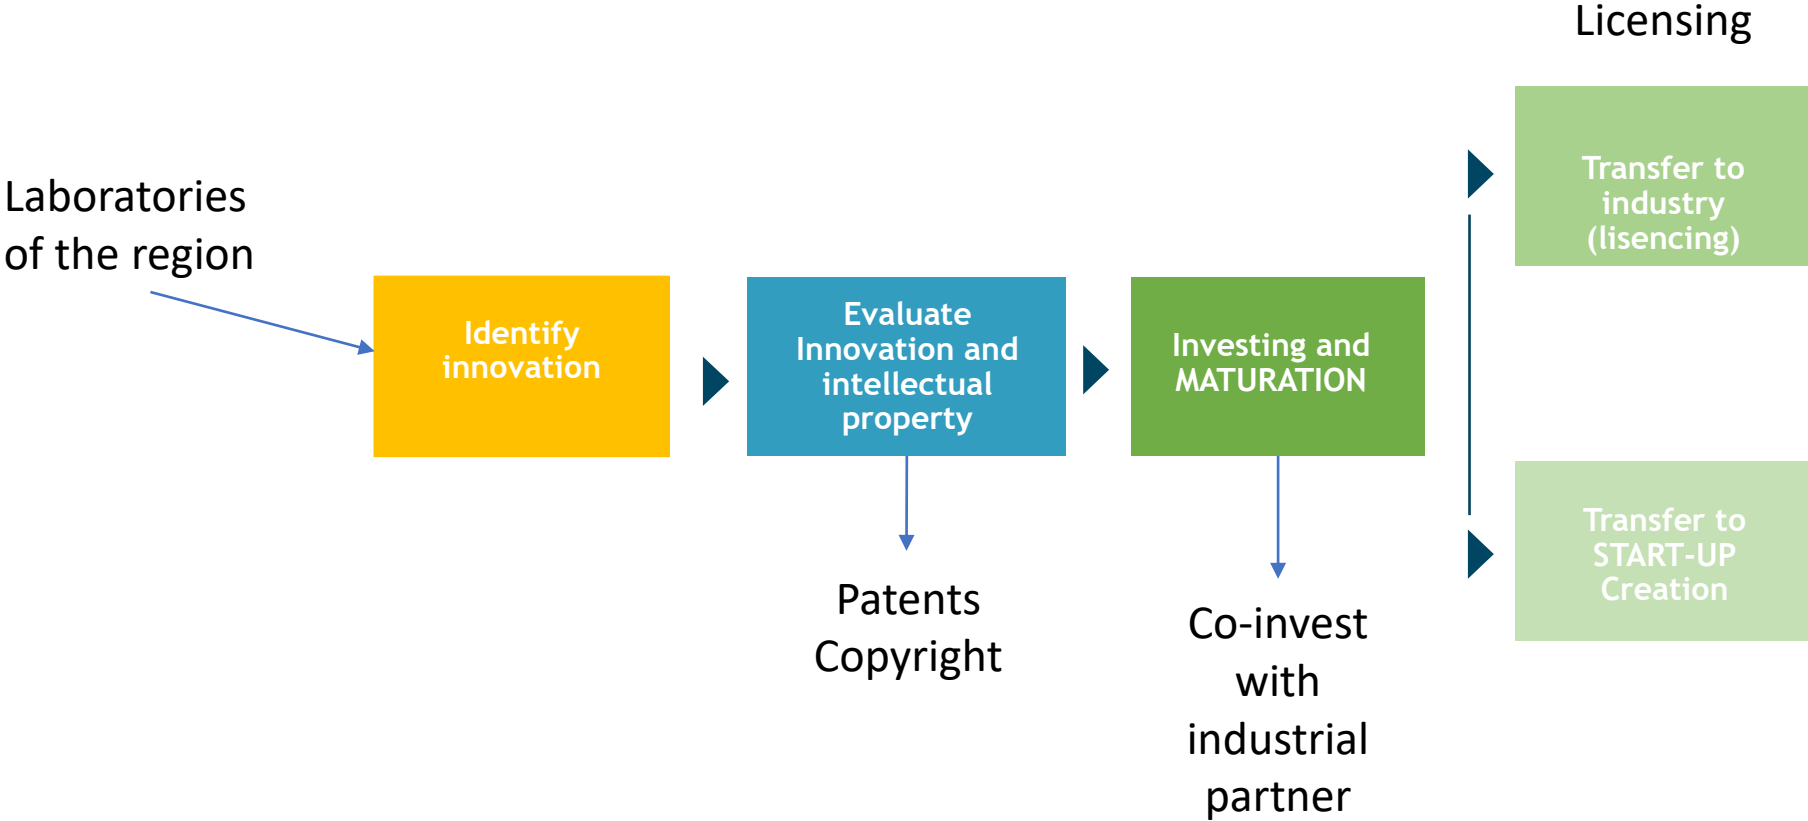 Licensing
Laboratories
of the region
Identify
innovation
Evaluate
Innovation and
intellectual
property
Investing and
MATURATION
Transfer to
industry
(lisencing)
Transfer to
START-UP
Creation
Patents
Copyright
Co-invest
with
industrial
partner